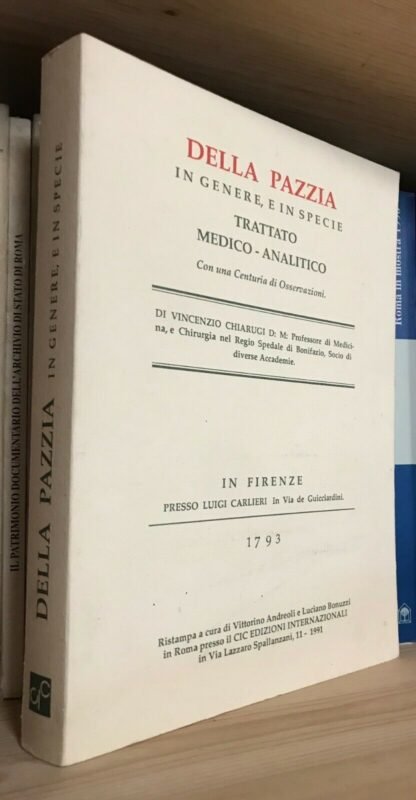 DELLA PAZZIA
IN GENERE, E IN SPECIE
TRATTATO
MEDICO - ANALITICO
Con una Centuria di Osservazioni.
DI VINCENZIO CHIARUGI D: M: Professore di Medici-
na, e Chirurgia nel Regio Spedale di Bonifazio, Socio di
diverse Accademie.
IN FIRENZE
PRESSO LUIGI CARLIERI In Via de Guicciardini.
1793
Ristampa a cura di Vittorino Andreoli e Luciano Bonuzzi
in Roma presso il CIC EDIZIONI INTERNAZIONALI
in Via Lazzaro Spallanzani, 11 - 1991
DELLA PAZZIA IN GENERE, E IN SPECIE
CIC
IL PATRIMONIO DOCUMENTARIO DELL'ARCHIVIO DI STATO DI ROMA
Roma in mostra